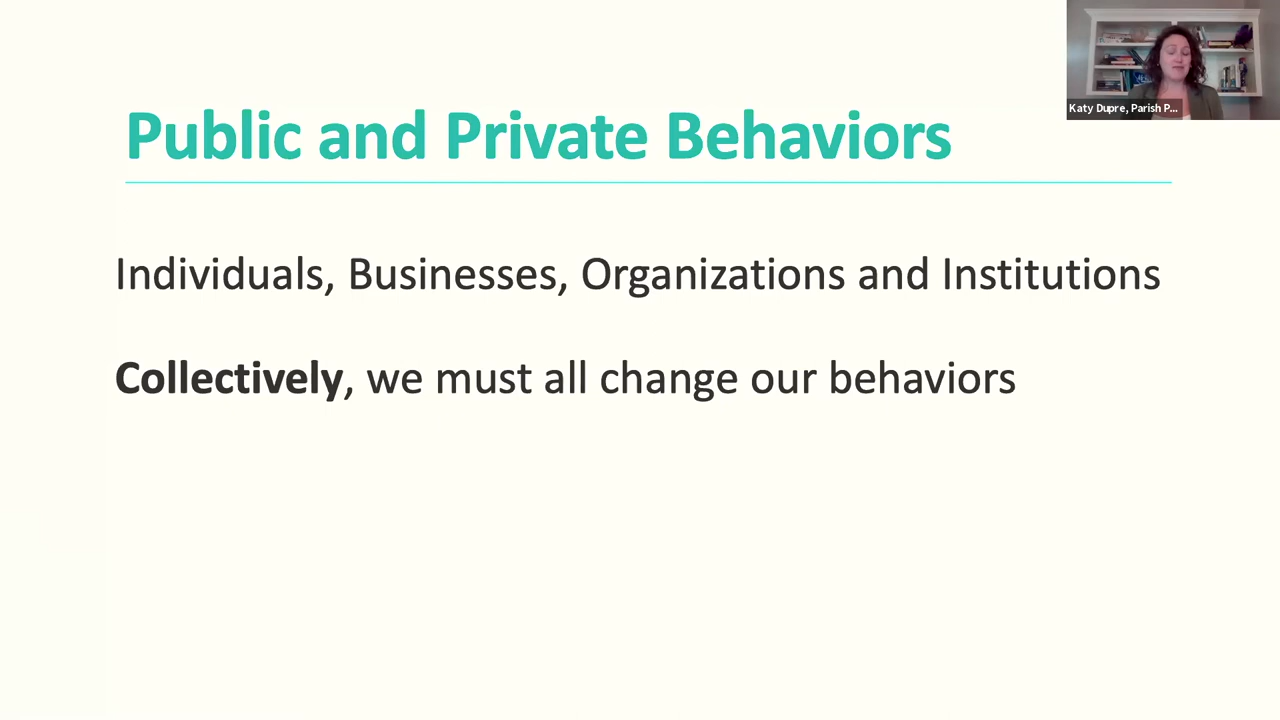 Public and Private Behaviors
Katy Dupre, Parish P...
Individuals, Businesses, Organizations and Institutions
Collectively, we must all change our behaviors